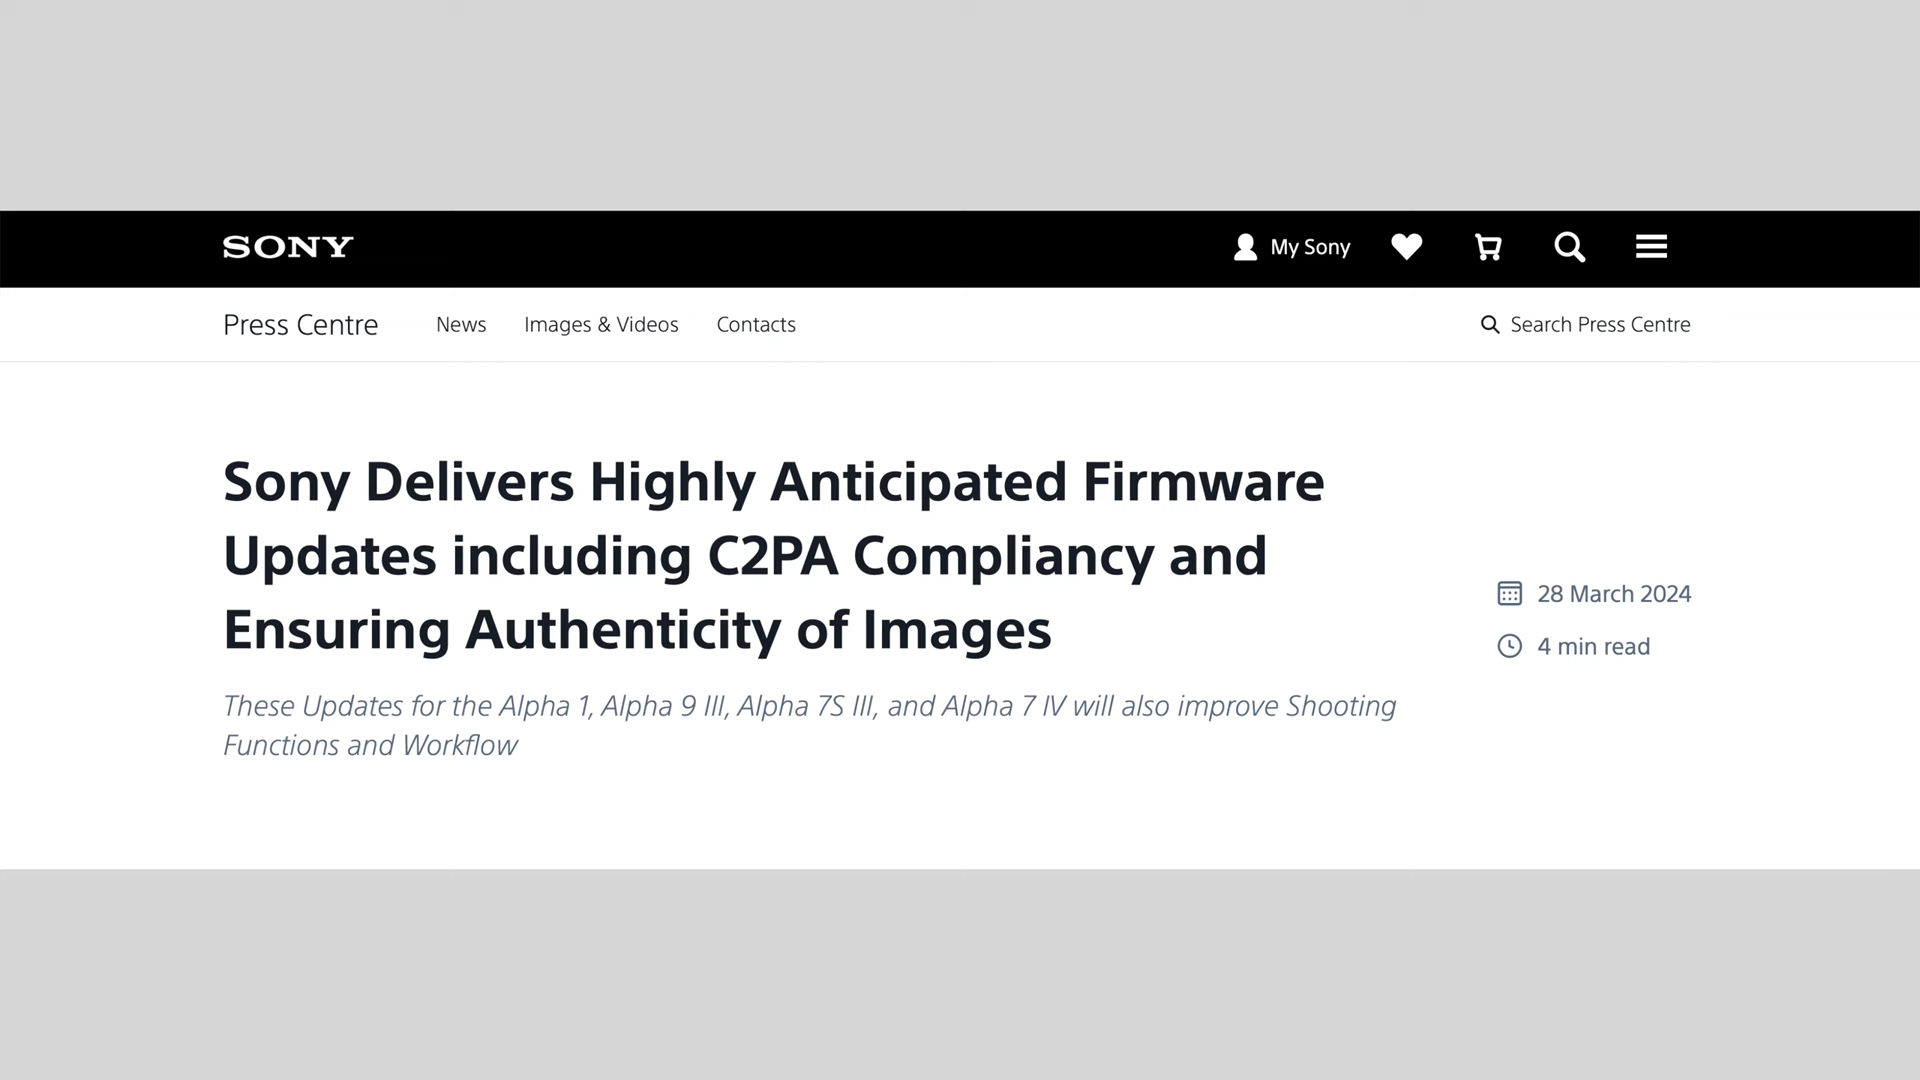 SONY
My Sony
Press Centre
News
Images & Videos
Contacts
Search Press Centre
Sony Delivers Highly Anticipated Firmware
Updates including C2PA Compliancy and
Ensuring Authenticity of Images
28 March 2024
4 min read
These Updates for the Alpha 1, Alpha 9 III, Alpha 7S III, and Alpha 7 IV will also improve Shooting
Functions and Workflow